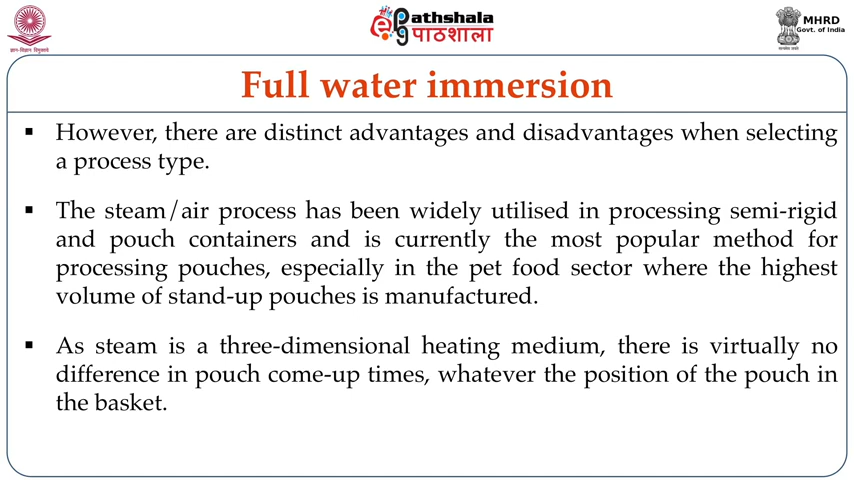 ePathshala
पाठशाला
MHRD
Govt. of India
ज्ञान-विज्ञान विमुक्तये
Full water immersion
▪ However, there are distinct advantages and disadvantages when selecting
a process type.
▪ The steam/air process has been widely utilised in processing semi-rigid
and pouch containers and is currently the most popular method for
processing pouches, especially in the pet food sector where the highest
volume of stand-up pouches is manufactured.
▪ As steam is a three-dimensional heating medium, there is virtually no
difference in pouch come-up times, whatever the position of the pouch in
the basket.